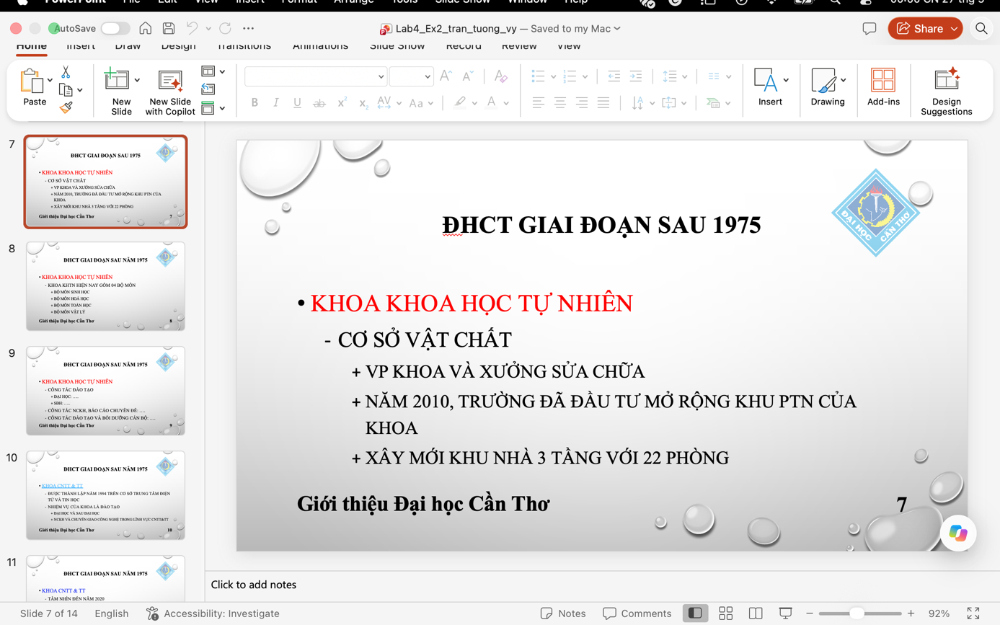 PowerPoint File Edit View Insert Format Arrange Tools Slide Show Window Help
AutoSave
Lab4_Ex2_tran_tuong_vy — Saved to my Mac
Share
Home Insert Draw Design Transitions Animations Slide Show Record Review View
Paste
New Slide
New Slide with Copilot
Insert
Drawing
Add-ins
Design Suggestions
7
ĐHCT GIAI ĐOẠN SAU 1975
• KHOA KHOA HỌC TỰ NHIÊN
- CƠ SỞ VẬT CHẤT
+ VP KHOA VÀ XƯỞNG SỬA CHỮA
+ NĂM 2010, TRƯỜNG ĐÃ ĐẦU TƯ MỞ RỘNG KHU PTN CỦA
KHOA
+ XÂY MỚI KHU NHÀ 3 TẦNG VỚI 22 PHÒNG
Giới thiệu Đại học Cần Thơ 7
8
ĐHCT GIAI ĐOẠN SAU NĂM 1975
• KHOA KHOA HỌC TỰ NHIÊN
- KHOA KHTN HIỆN NAY GỒM 04 BỘ MÔN
+ BỘ MÔN SINH HỌC
+ BỘ MÔN HOÁ HỌC
+ BỘ MÔN TOÁN HỌC
+ BỘ MÔN VẬT LÝ
Giới thiệu Đại học Cần Thơ 8
9
ĐHCT GIAI ĐOẠN SAU NĂM 1975
• KHOA KHOA HỌC TỰ NHIÊN
- CÔNG TÁC ĐÀO TẠO
+ ĐẠI HỌC: ….
+ SĐH: ….
- CÔNG TÁC NCKH, BÁO CÁO CHUYÊN ĐỀ: ….
- CÔNG TÁC ĐÀO TẠO VÀ BỒI DƯỠNG CÁN BỘ: ….
Giới thiệu Đại học Cần Thơ 9
10
ĐHCT GIAI ĐOẠN SAU NĂM 1975
• KHOA CNTT & TT
- ĐƯỢC THÀNH LẬP NĂM 1994 TRÊN CƠ SỞ TRUNG TÂM ĐIỆN
TỬ VÀ TIN HỌC
- NHIỆM VỤ CỦA KHOA LÀ ĐÀO TẠO
+ ĐẠI HỌC VÀ SAU ĐẠI HỌC
+ NCKH VÀ CHUYỂN GIAO CÔNG NGHỆ TRONG LĨNH VỰC CNTT&TT
Giới thiệu Đại học Cần Thơ 10
11
ĐHCT GIAI ĐOẠN SAU NĂM 1975
• KHOA CNTT & TT
- TẦM NHÌN ĐẾN NĂM 2020
ĐHCT GIAI ĐOẠN SAU 1975
ĐẠI HỌC CẦN THƠ
• KHOA KHOA HỌC TỰ NHIÊN
- CƠ SỞ VẬT CHẤT
+ VP KHOA VÀ XƯỞNG SỬA CHỮA
+ NĂM 2010, TRƯỜNG ĐÃ ĐẦU TƯ MỞ RỘNG KHU PTN CỦA
KHOA
+ XÂY MỚI KHU NHÀ 3 TẦNG VỚI 22 PHÒNG
Giới thiệu Đại học Cần Thơ 7
Click to add notes
Slide 7 of 14 English Accessibility: Investigate Notes Comments 92%